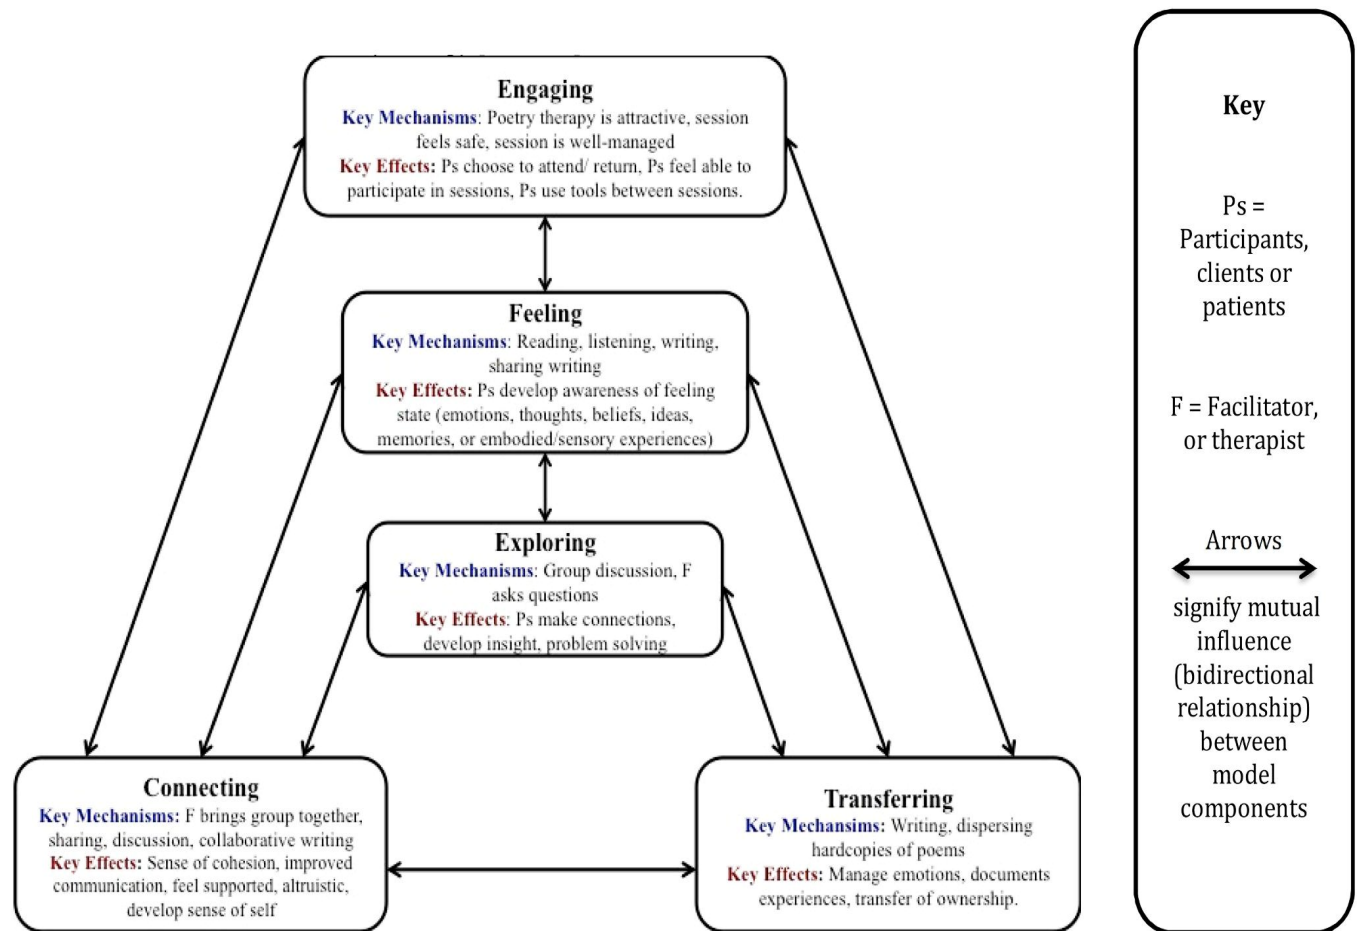 Engaging
Key Mechanisms: Poetry therapy is attractive, session
feels safe, session is well-managed
Key Effects: Ps choose to attend/ return, Ps feel able to
participate in sessions, Ps use tools between sessions.
Feeling
Key Mechanisms: Reading, listening, writing,
sharing writing
Key Effects: Ps develop awareness of feeling
state (emotions, thoughts, beliefs, ideas,
memories, or embodied/sensory experiences)
Exploring
Key Mechanisms: Group discussion, F
asks questions
Key Effects: Ps make connections,
develop insight, problem solving
Connecting
Key Mechanisms: F brings group together,
sharing, discussion, collaborative writing
Key Effects: Sense of cohesion, improved
communication, feel supported, altruistic,
develop sense of self
Transferring
Key Mechansims: Writing, dispersing
hardcopies of poems
Key Effects: Manage emotions, documents
experiences, transfer of ownership.
Key
Ps =
Participants,
clients or
patients
F = Facilitator,
or therapist
Arrows
signify mutual
influence
(bidirectional
relationship)
between
model
components